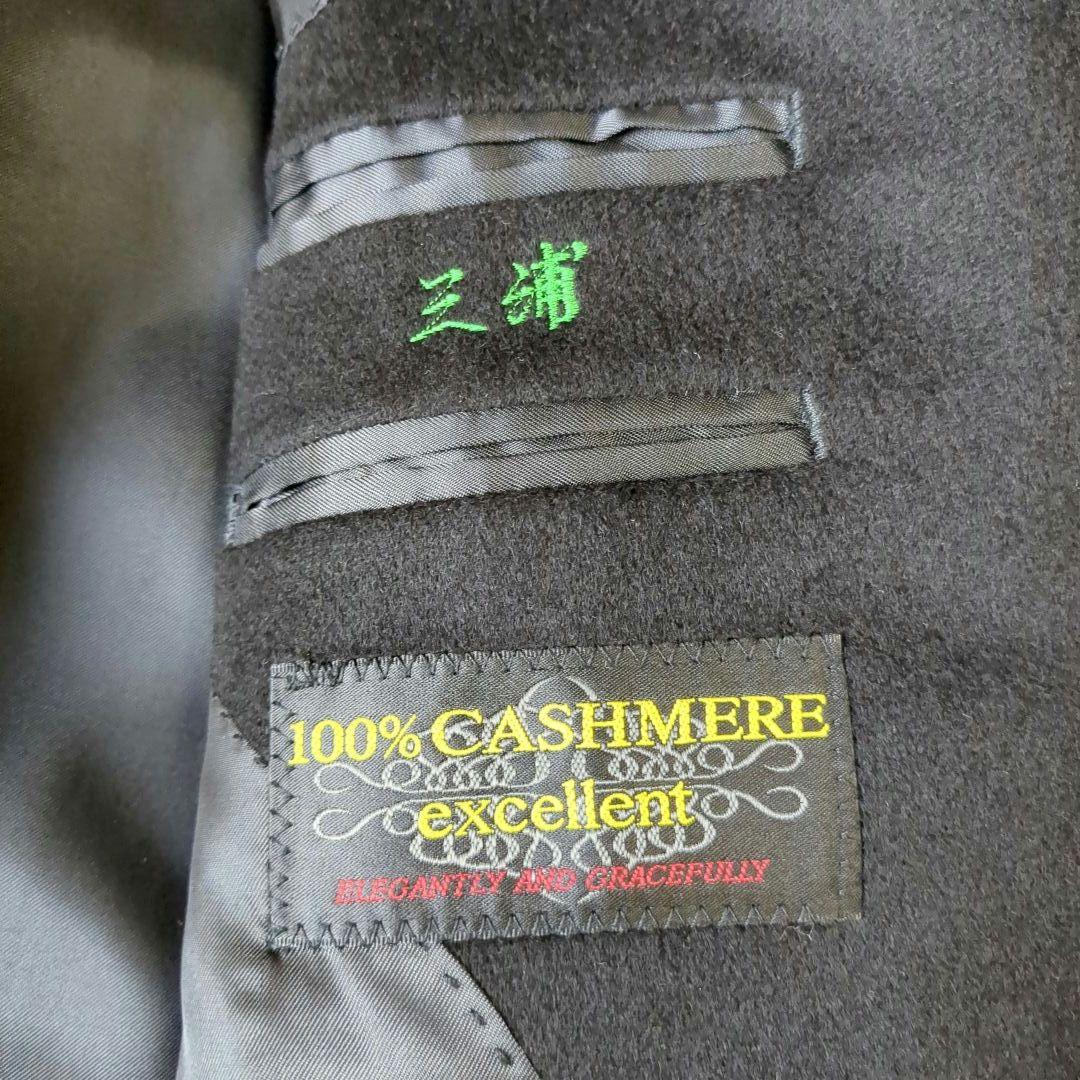 三浦
100% CASHMERE
excellent
ELEGANTLY AND GRACEFULLY